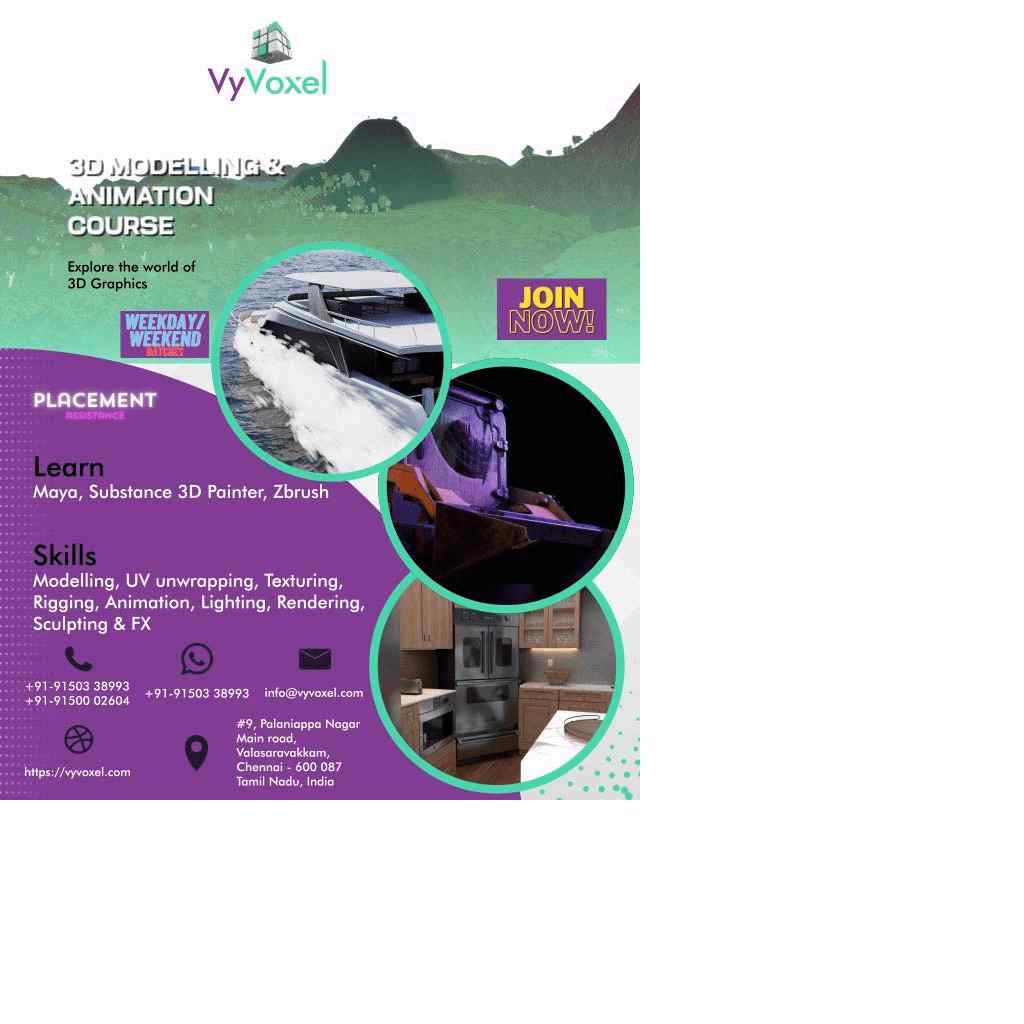 VyVoxel
3D MODELLING &
ANIMATION
COURSE
Explore the world of
3D Graphics
JOIN
NOW!
WEEKDAY/
WEEKEND
BATCHES
PLACEMENT
ASSISTANCE
Learn
Maya, Substance 3D Painter, Zbrush
Skills
Modelling, UV unwrapping, Texturing,
Rigging, Animation, Lighting, Rendering,
Sculpting & FX
+91-91503 38993
+91-91500 02604
+91-91503 38993
info@vyvoxel.com
https://vyvoxel.com
#9, Palaniappa Nagar
Main road,
Valasaravakkam,
Chennai - 600 087
Tamil Nadu, India